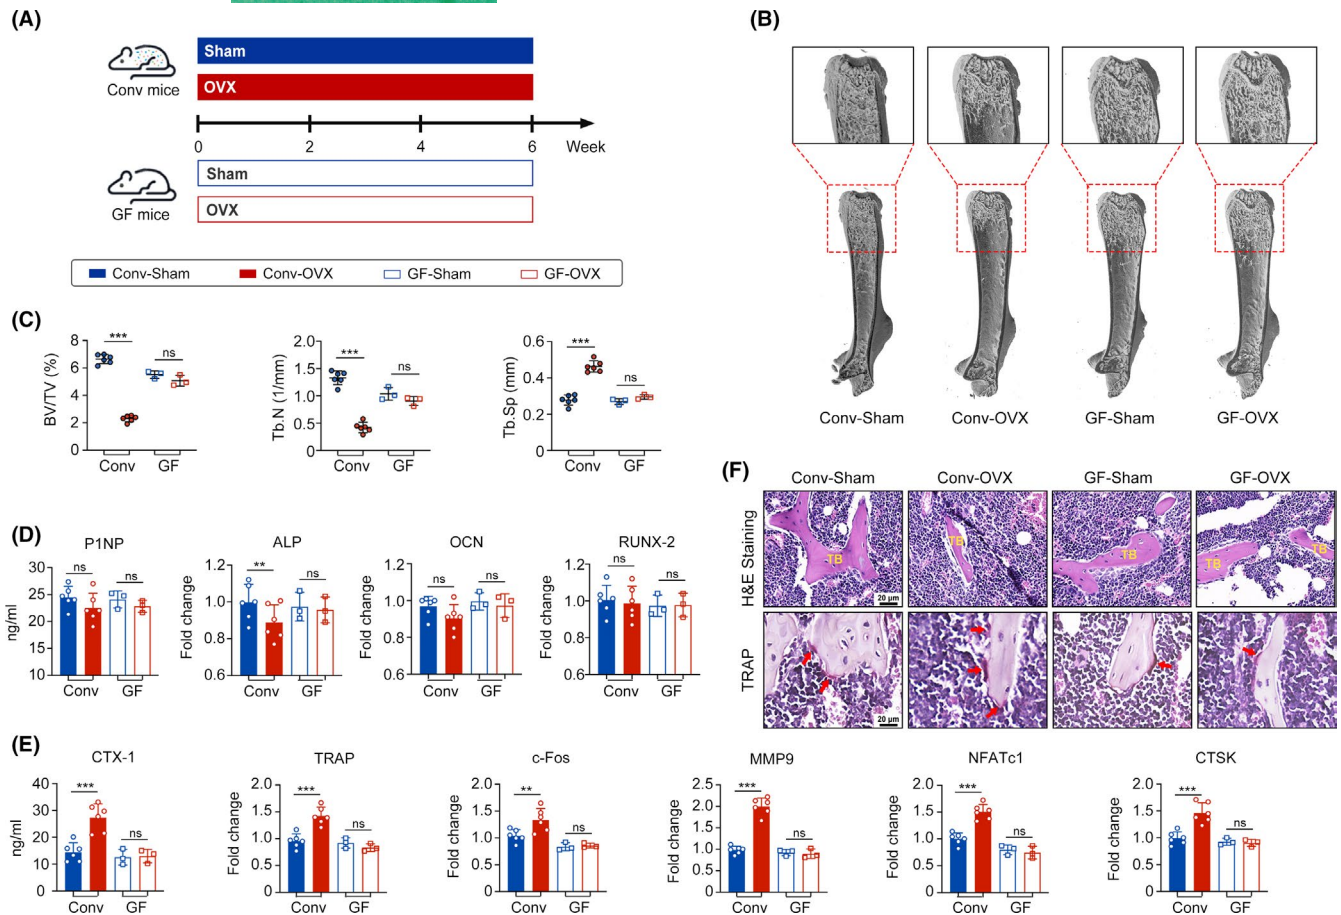 (A)
Conv mice
Sham
OVX
0 2 4 6 Week
GF mice
Sham
OVX
Conv-Sham Conv-OVX GF-Sham GF-OVX
(B)
Conv-Sham Conv-OVX GF-Sham GF-OVX
(C)
BV/TV (%)
8
6
4
2
0
***
ns
Conv GF
Tb.N (1/mm)
2.0
1.5
1.0
0.5
0
***
ns
Conv GF
Tb.Sp (mm)
0.6
0.4
0.2
0
***
ns
Conv GF
(D)
P1NP
ng/ml
30
25
20
15
10
ns
ns
Conv GF
ALP
Fold change
1.2
1.0
0.8
0.6
**
ns
Conv GF
OCN
Fold change
1.2
1.0
0.8
0.6
ns
ns
Conv GF
RUNX-2
Fold change
1.2
1.0
0.8
0.6
ns
ns
Conv GF
(E)
CTX-1
ng/ml
40
30
20
10
0
***
ns
Conv GF
TRAP
Fold change
2.0
1.5
1.0
0.5
0
***
ns
Conv GF
c-Fos
Fold change
2.0
1.5
1.0
0.5
0
**
ns
Conv GF
MMP9
Fold change
2.5
2.0
1.5
1.0
0.5
0
***
ns
Conv GF
NFATc1
Fold change
2.0
1.5
1.0
0.5
0
***
ns
Conv GF
CTSK
Fold change
2.0
1.5
1.0
0.5
0
***
ns
Conv GF
(F)
Conv-Sham Conv-OVX GF-Sham GF-OVX
H&E Staining
TB
20 µm
TB
TB
TB
TB
TRAP
20 µm